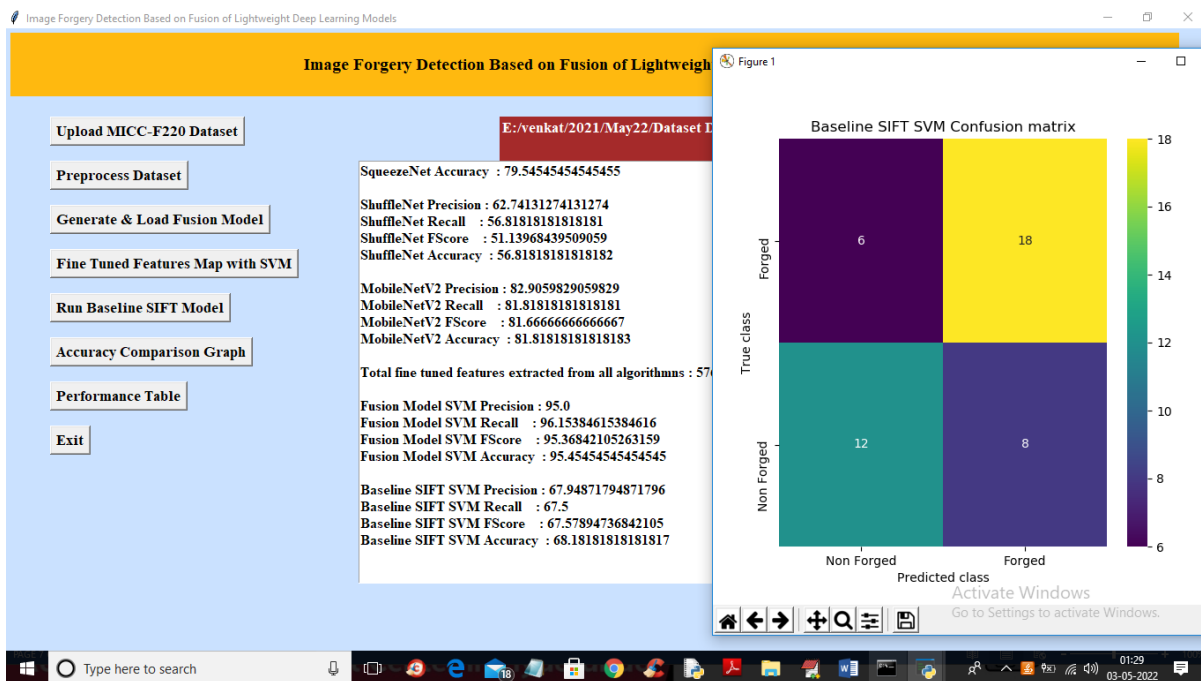 Image Forgery Detection Based on Fusion of Lightweight Deep Learning Models
Image Forgery Detection Based on Fusion of Lightweigh
Upload MICC-F220 Dataset
Preprocess Dataset
Generate & Load Fusion Model
Fine Tuned Features Map with SVM
Run Baseline SIFT Model
Accuracy Comparison Graph
Performance Table
Exit
E:/venkat/2021/May22/Dataset D
SqueezeNet Accuracy : 79.54545454545455
ShuffleNet Precision : 62.74131274131274
ShuffleNet Recall : 56.81818181818181
ShuffleNet FScore : 51.13968439509059
ShuffleNet Accuracy : 56.81818181818182
MobileNetV2 Precision : 82.9059829059829
MobileNetV2 Recall : 81.81818181818181
MobileNetV2 FScore : 81.66666666666667
MobileNetV2 Accuracy : 81.81818181818183
Total fine tuned features extracted from all algorithmns : 576
Fusion Model SVM Precision : 95.0
Fusion Model SVM Recall : 96.15384615384616
Fusion Model SVM FScore : 95.36842105263159
Fusion Model SVM Accuracy : 95.45454545454545
Baseline SIFT SVM Precision : 67.94871794871796
Baseline SIFT SVM Recall : 67.5
Baseline SIFT SVM FScore : 67.57894736842105
Baseline SIFT SVM Accuracy : 68.18181818181817
Figure 1
Baseline SIFT SVM Confusion matrix
True class
Forged
6
18
Non Forged
12
8
Non Forged
Forged
Predicted class
18
16
14
12
10
8
6
Activate Windows
Go to Settings to activate Windows.
Type here to search
18
01:29
03-05-2022